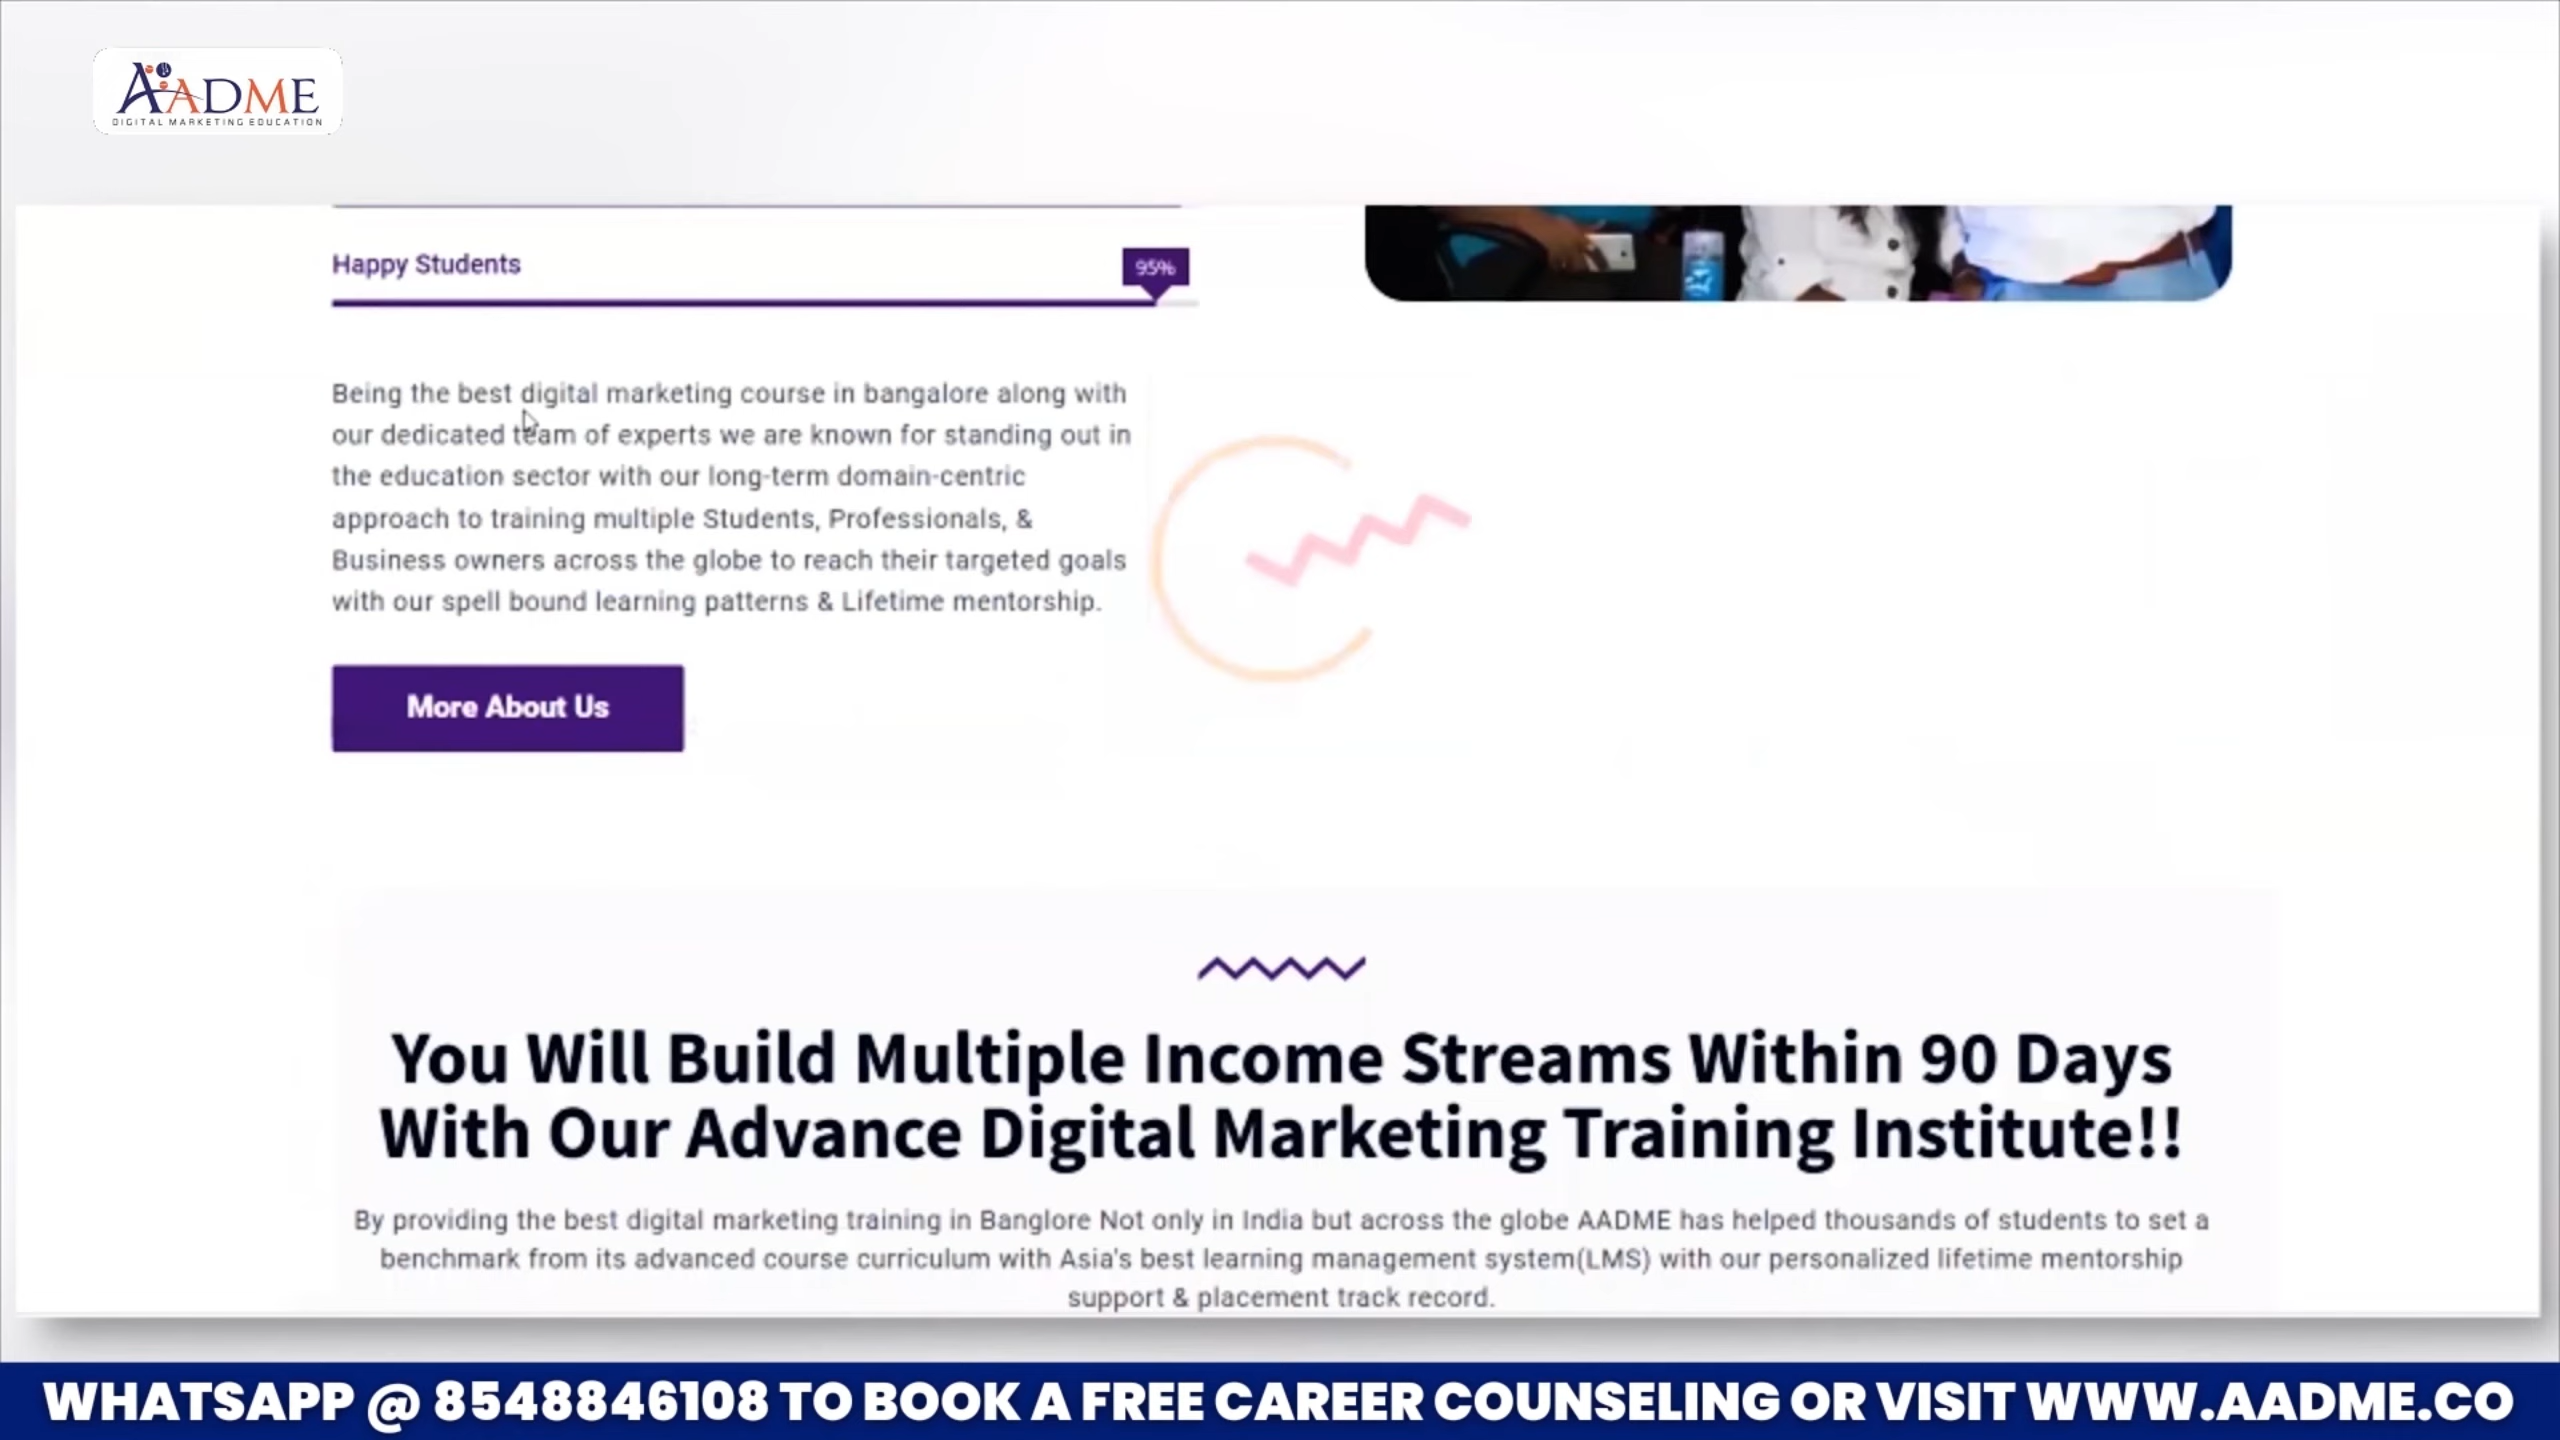 AADME
DIGITAL MARKETING EDUCATION
Happy Students
95%
Being the best digital marketing course in bangalore along with
our dedicated team of experts we are known for standing out in
the education sector with our long-term domain-centric
approach to training multiple Students, Professionals, &
Business owners across the globe to reach their targeted goals
with our spell bound learning patterns & Lifetime mentorship.
More About Us
You Will Build Multiple Income Streams Within 90 Days
With Our Advance Digital Marketing Training Institute!!
By providing the best digital marketing training in Banglore Not only in India but across the globe AADME has helped thousands of students to set a
benchmark from its advanced course curriculum with Asia's best learning management system(LMS) with our personalized lifetime mentorship
support & placement track record.
WHATSAPP @ 8548846108 TO BOOK A FREE CAREER COUNSELING OR VISIT WWW.AADME.CO